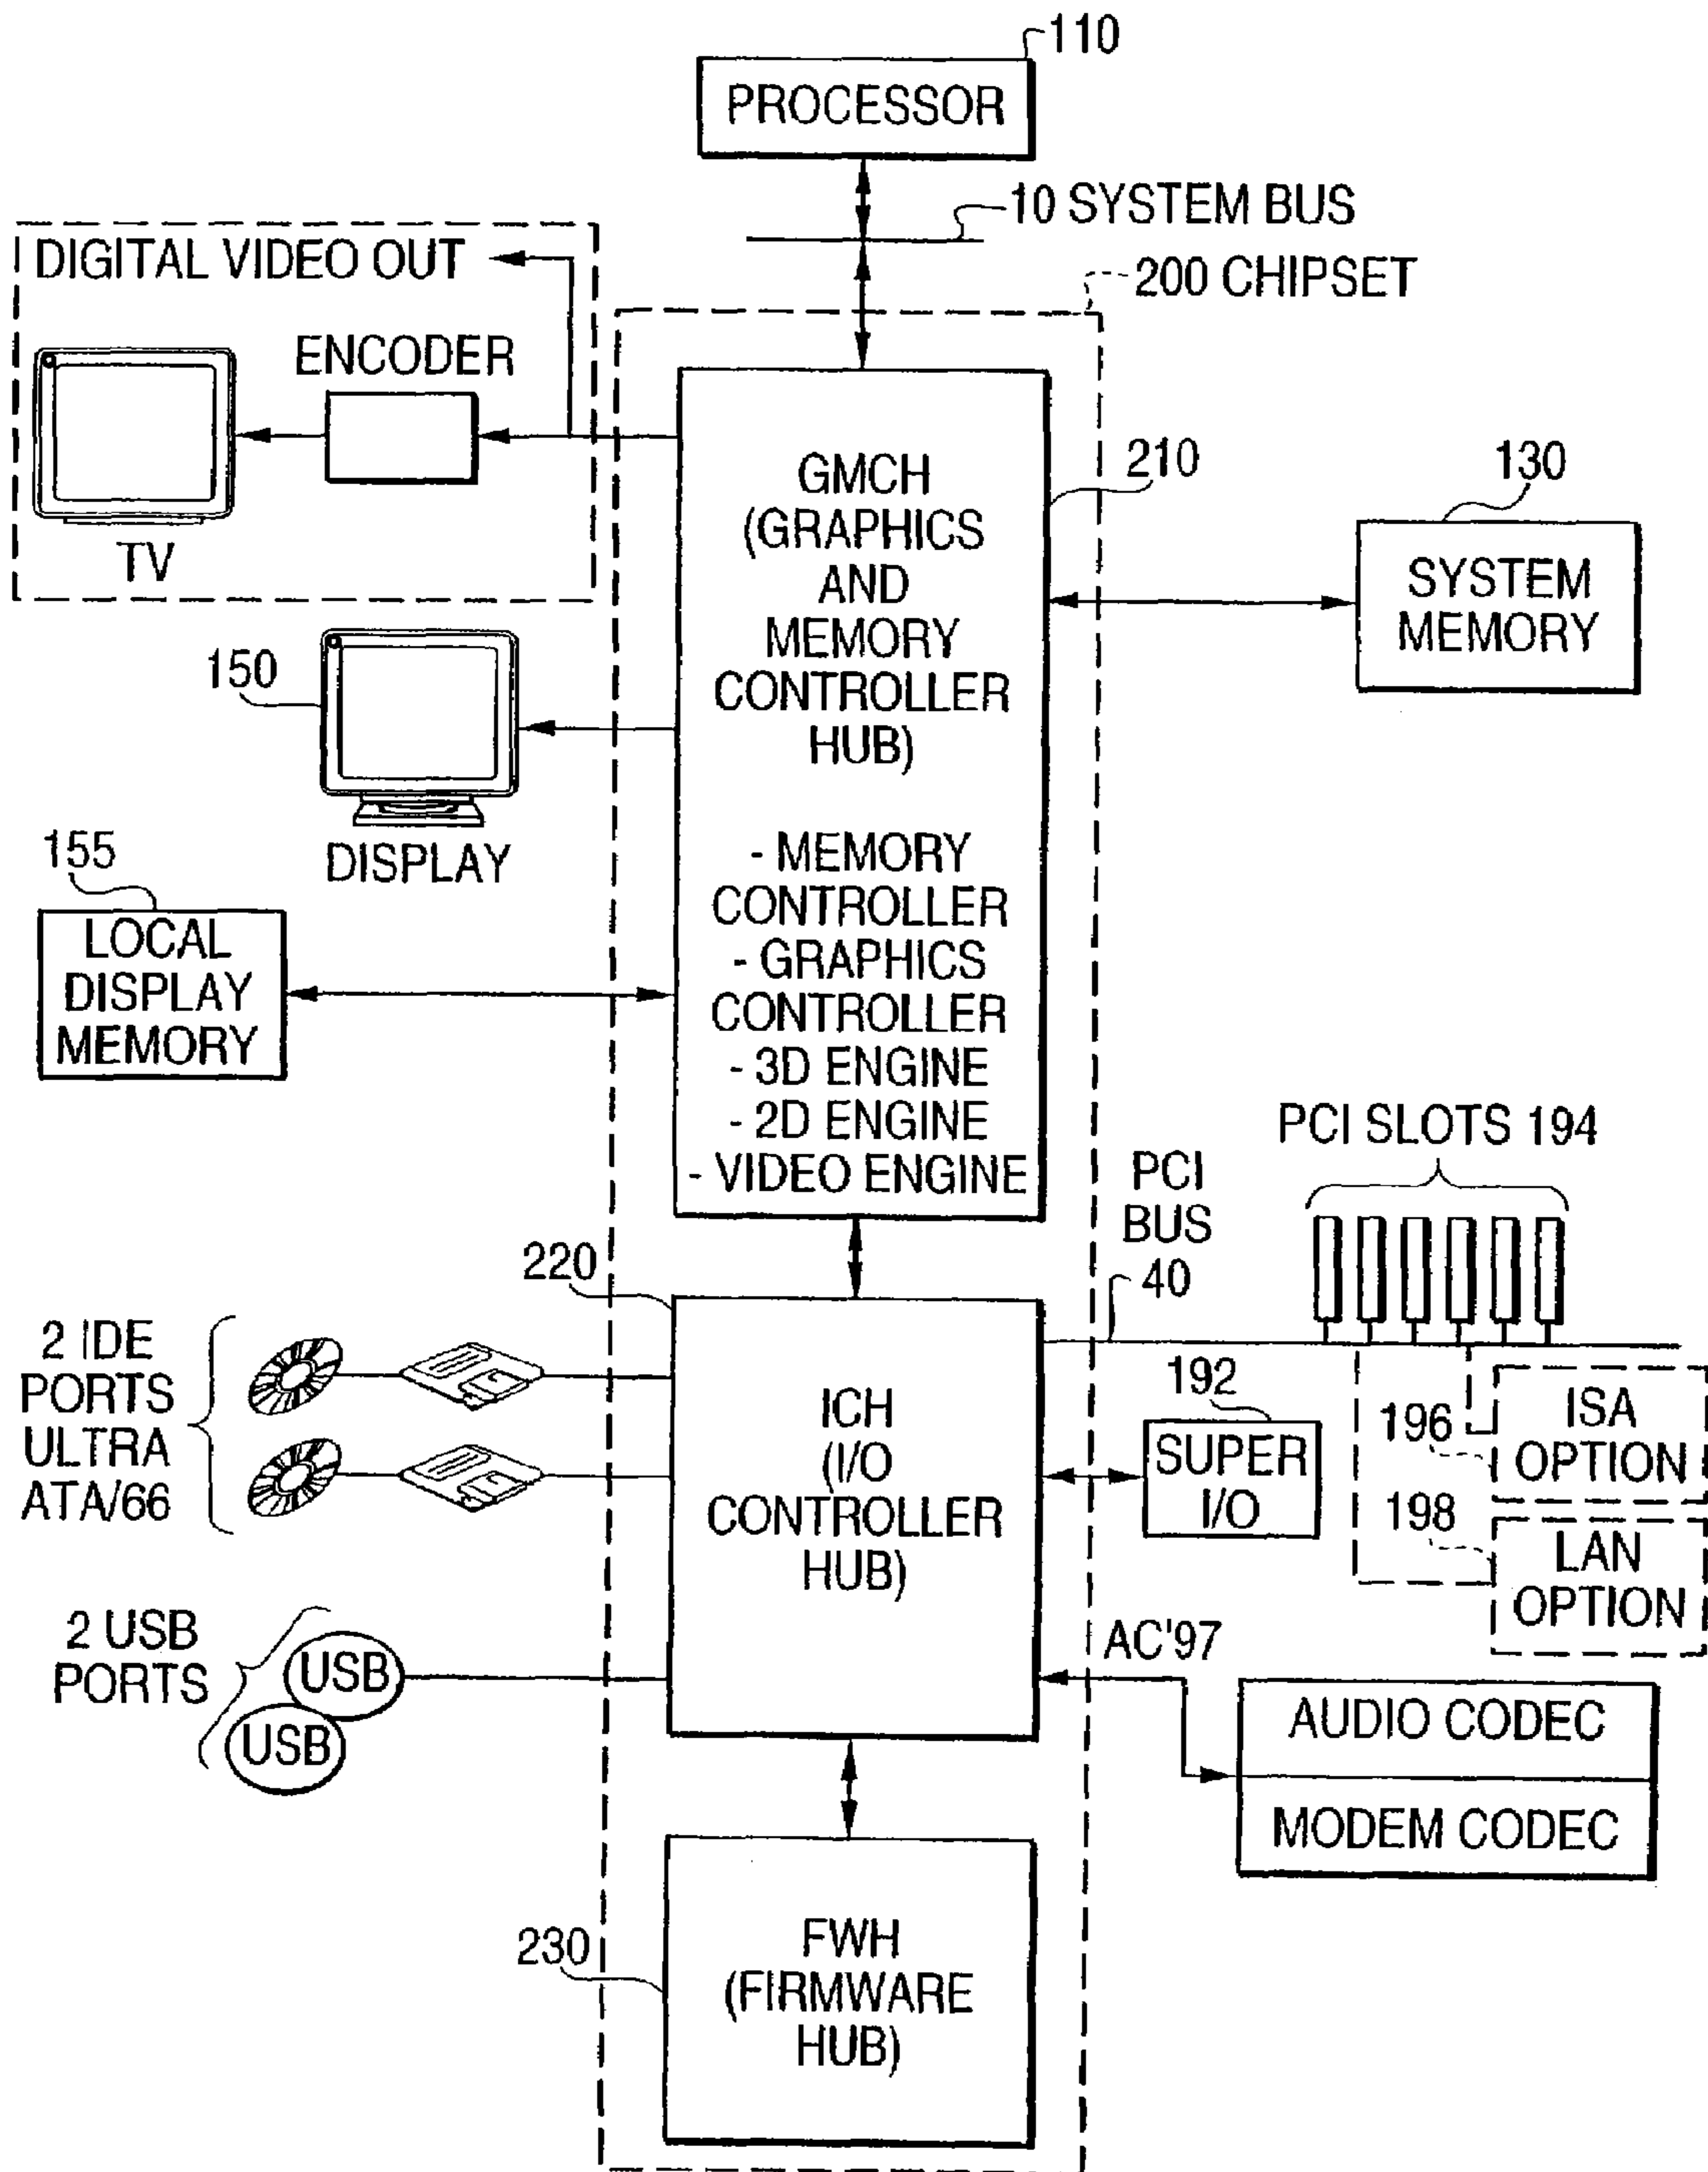 110
PROCESSOR
10 SYSTEM BUS
200 CHIPSET
DIGITAL VIDEO OUT
ENCODER
TV
GMCH
(GRAPHICS
AND
MEMORY
CONTROLLER
HUB)
- MEMORY
CONTROLLER
- GRAPHICS
CONTROLLER
- 3D ENGINE
- 2D ENGINE
- VIDEO ENGINE
210
130
SYSTEM
MEMORY
150
DISPLAY
155
LOCAL
DISPLAY
MEMORY
PCI SLOTS 194
PCI
BUS
40
220
2 IDE
PORTS
ULTRA
ATA/66
ICH
(I/O
CONTROLLER
HUB)
192
SUPER
I/O
196
ISA
OPTION
198
LAN
OPTION
2 USB
PORTS
USB
USB
AC'97
AUDIO CODEC
MODEM CODEC
230
FWH
(FIRMWARE
HUB)